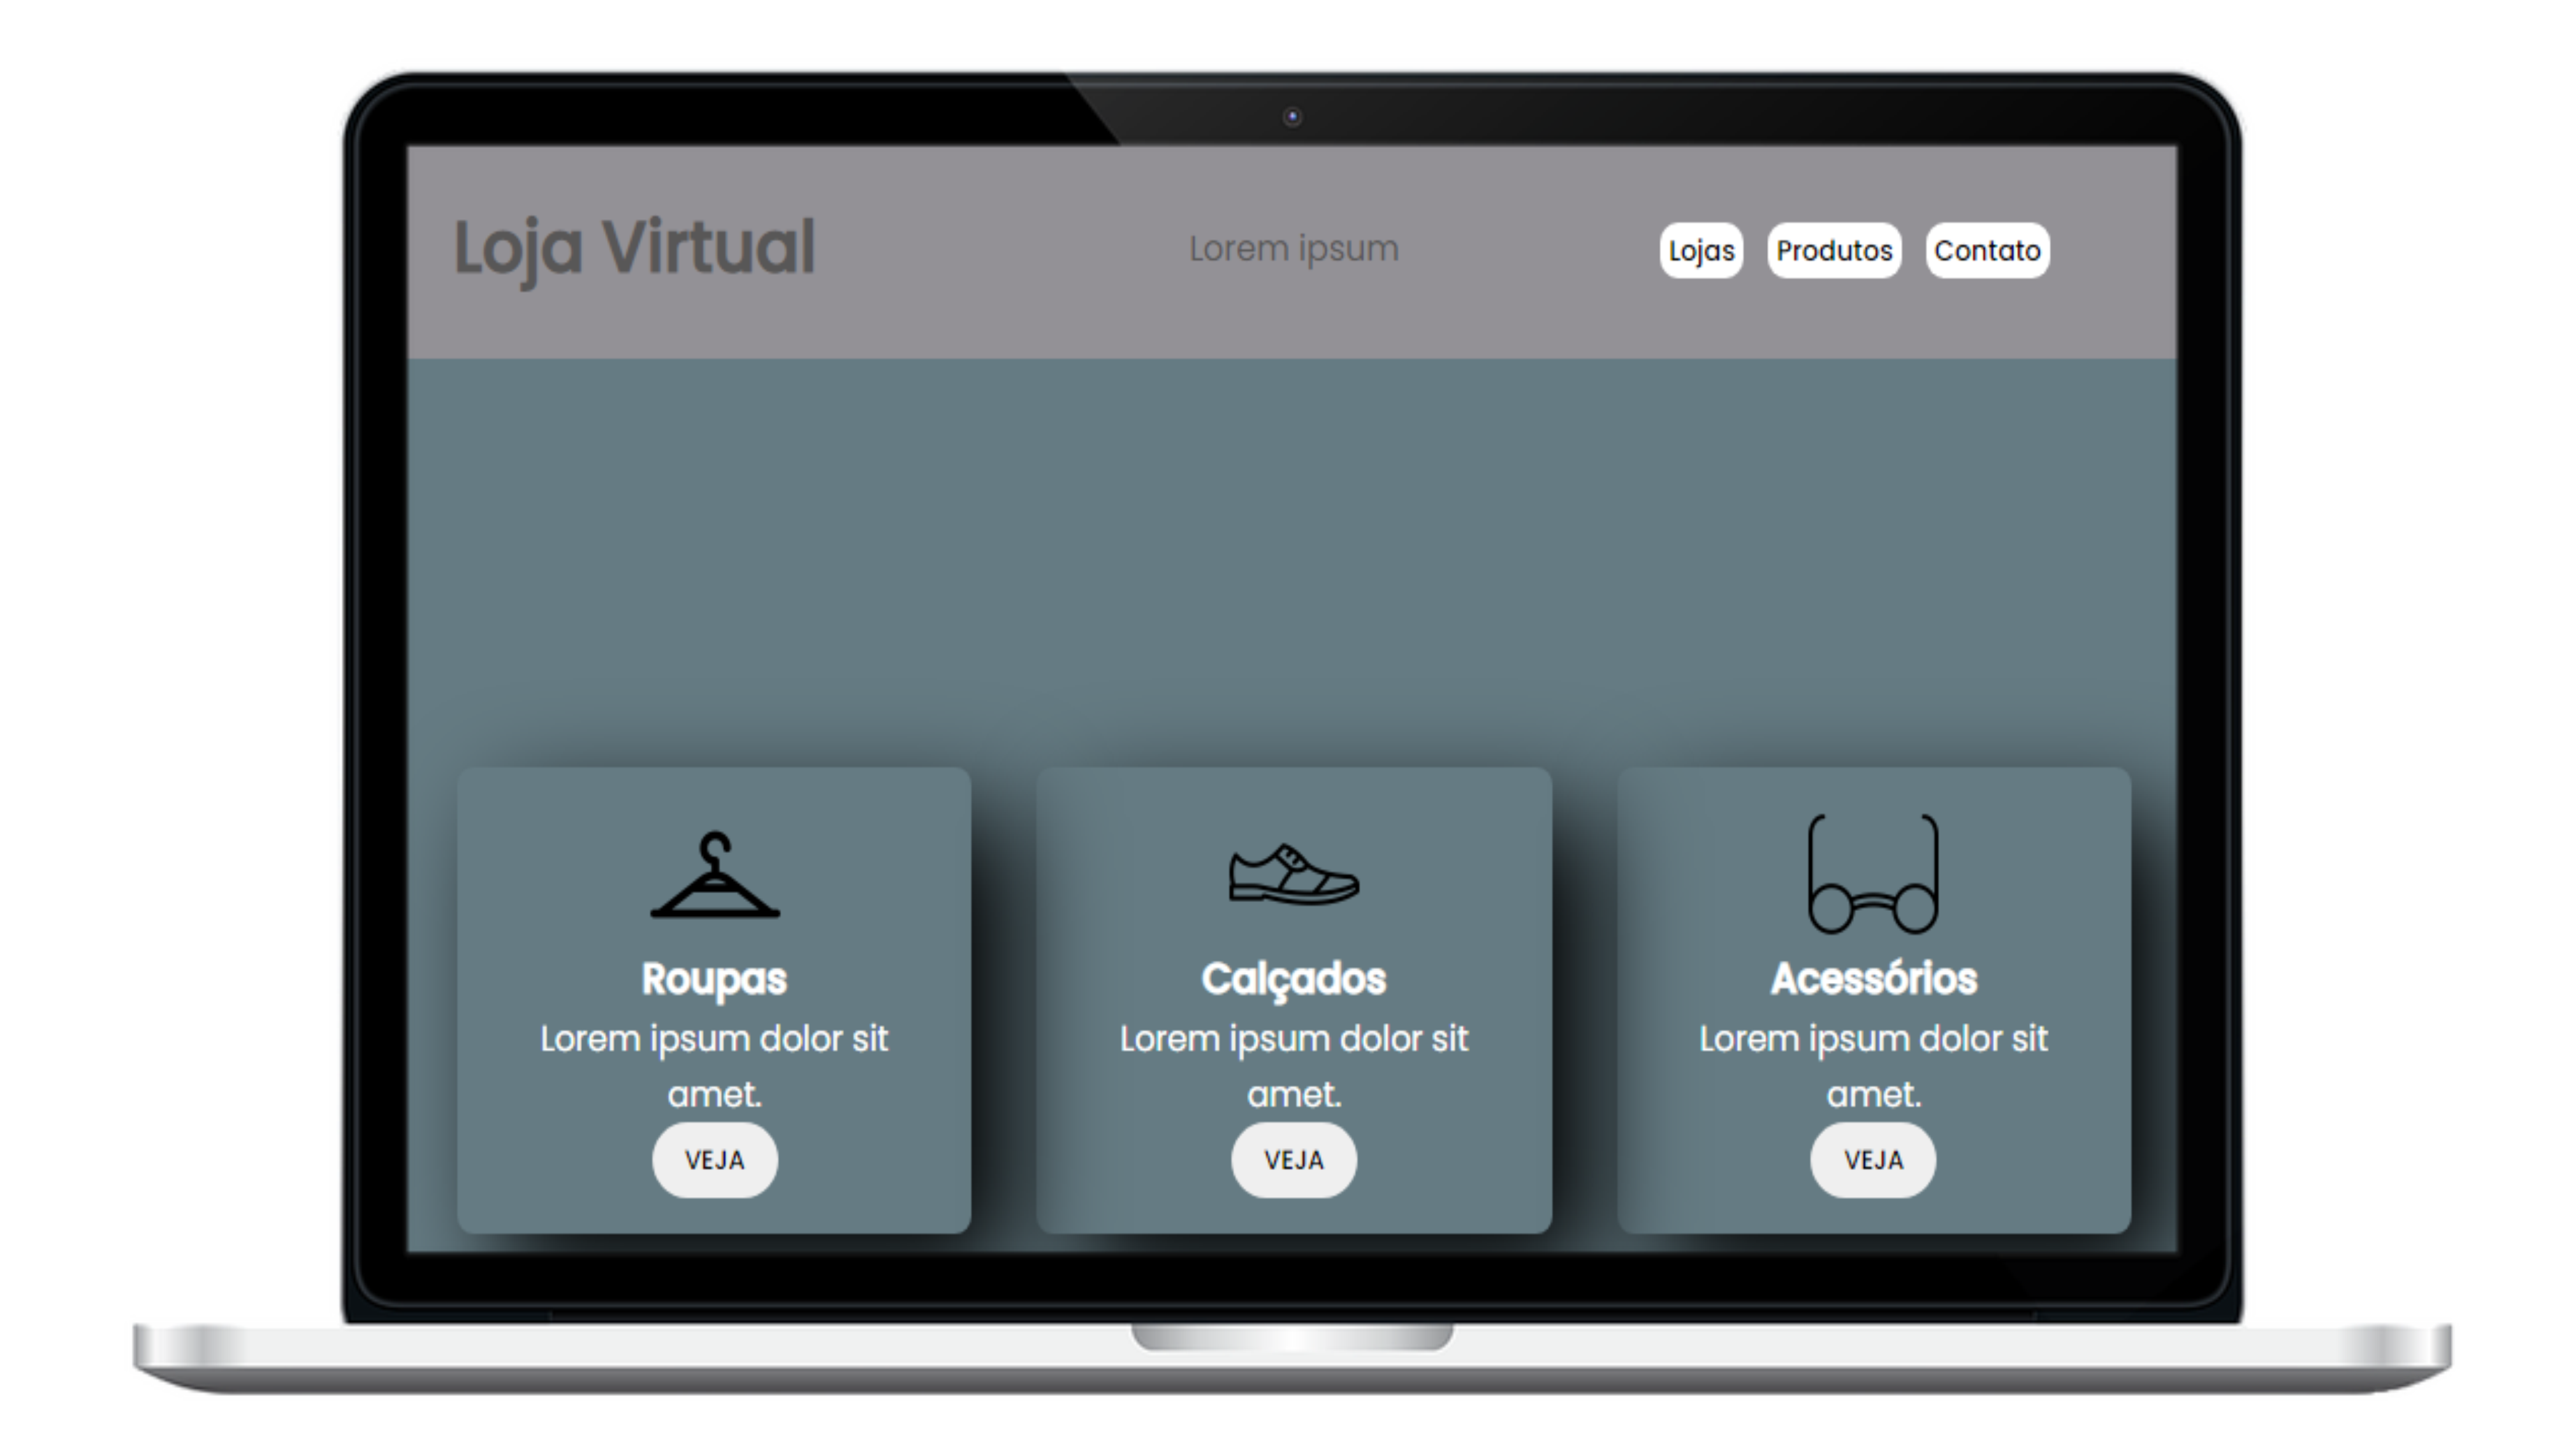 Loja Virtual
Lorem ipsum
Lojas
Produtos
Contato
Roupas
Lorem ipsum dolor sit
amet.
VEJA
Calçados
Lorem ipsum dolor sit
amet.
VEJA
Acessórios
Lorem ipsum dolor sit
amet.
VEJA